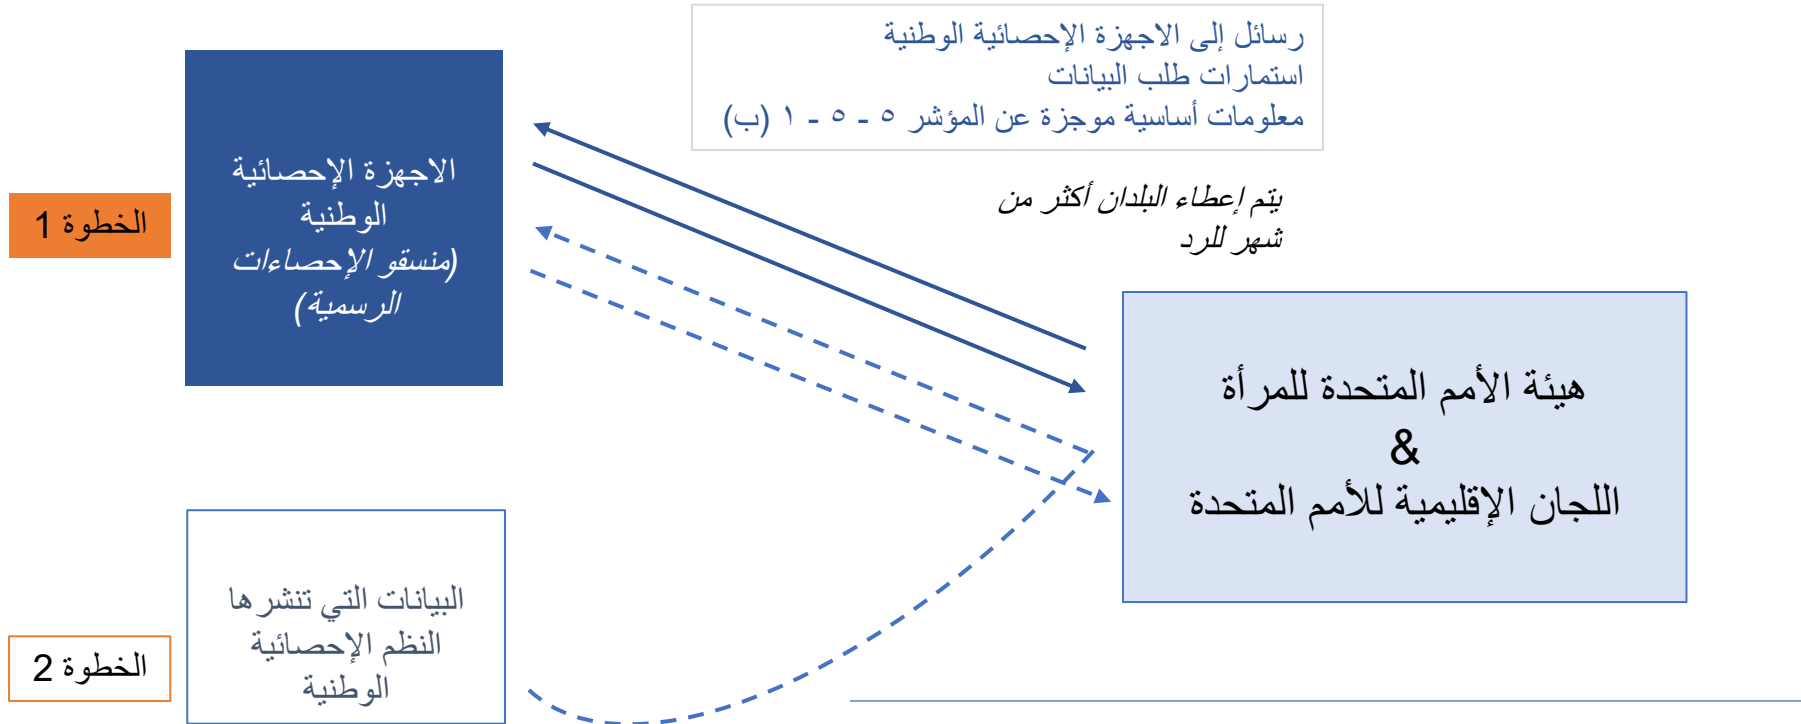 رسائل إلى الاجهزة الإحصائية الوطنية
استمارات طلب البيانات
معلومات أساسية موجزة عن المؤشر ٥ - ٥ - ١ (ب)
يتم إعطاء البلدان أكثر من
شهر للرد
الخطوة 1
الاجهزة الإحصائية
الوطنية
(منسقو الإحصاءات
الرسمية)
هيئة الأمم المتحدة للمرأة
&
اللجان الإقليمية للأمم المتحدة
الخطوة 2
البيانات التي تنشرها
النظم الإحصائية
الوطنية